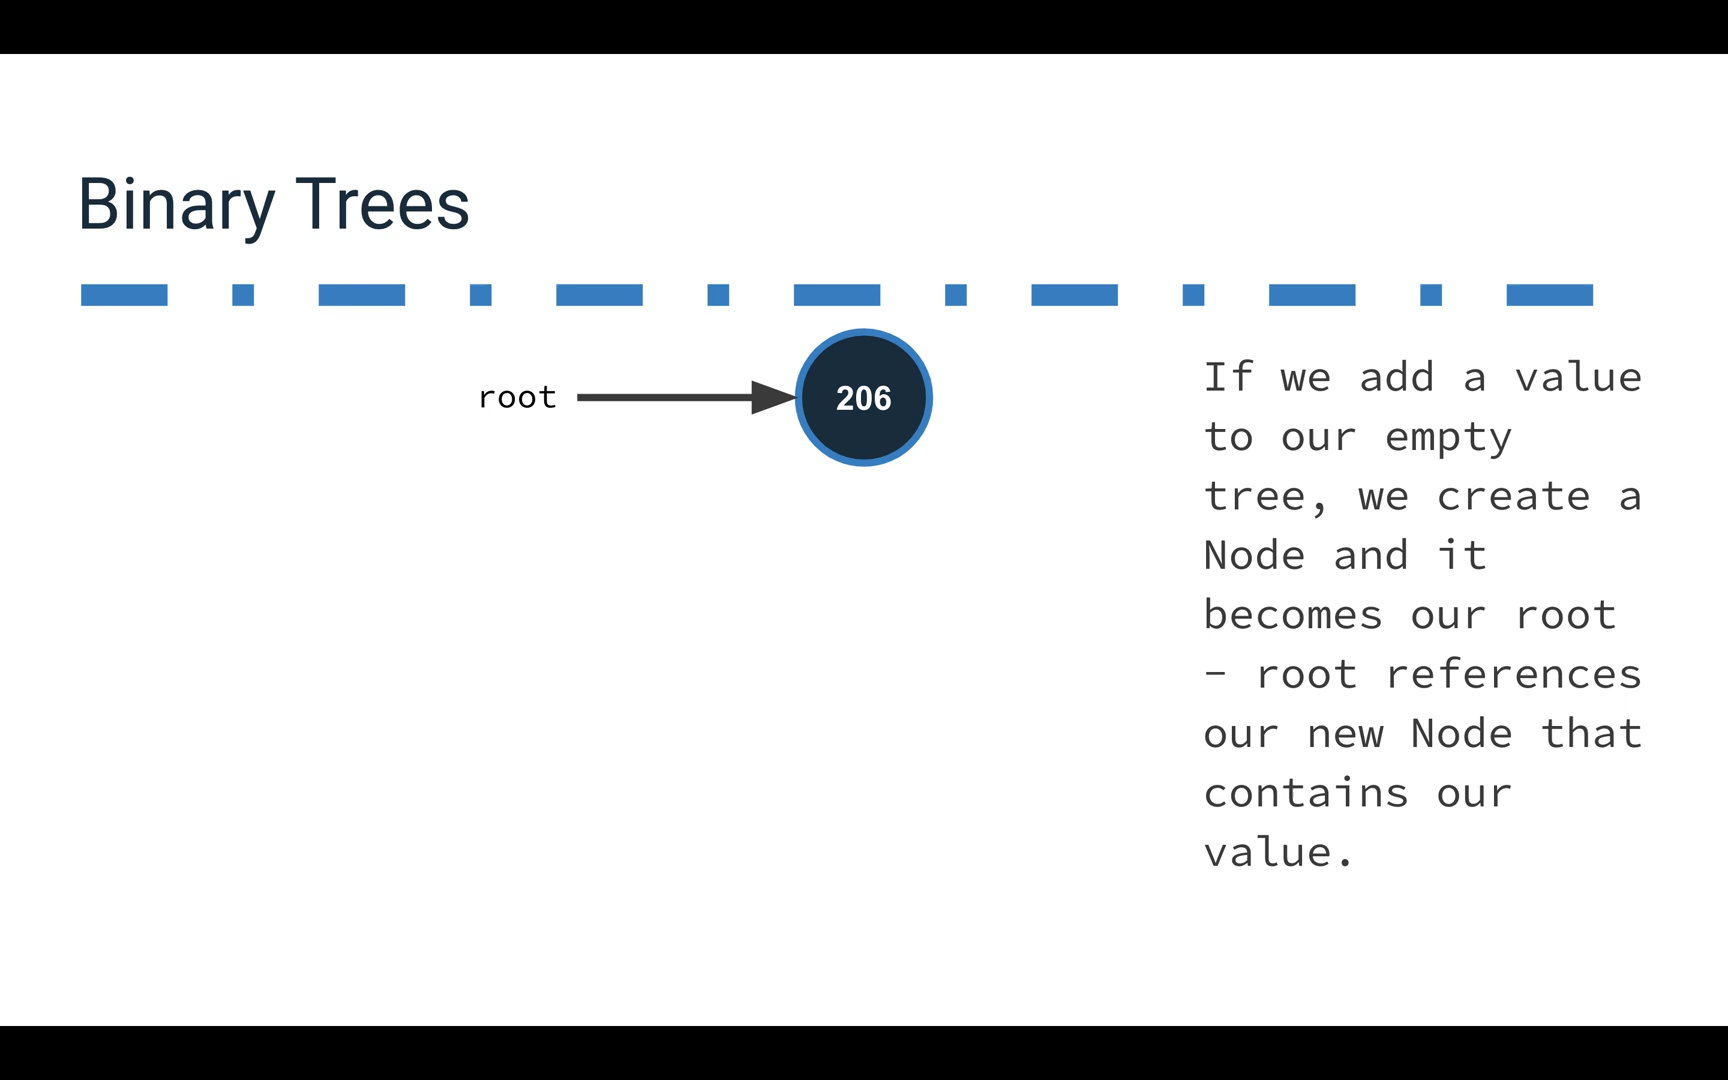 Binary Trees
root
206
If we add a value
to our empty
tree, we create a
Node and it
becomes our root
- root references
our new Node that
contains our
value.